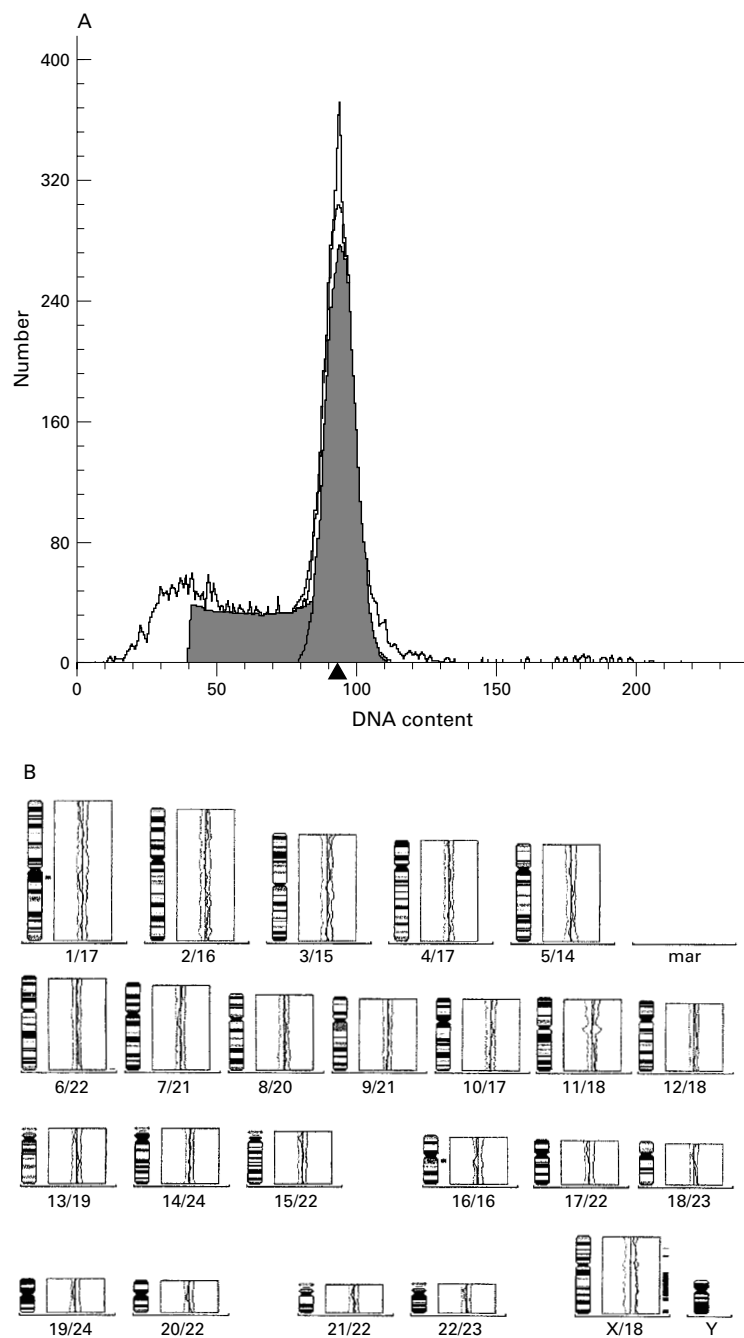 A
400
320
240
160
80
0
Number
0 50 100 150 200
DNA content
B
1/17 2/16 3/15 4/17 5/14 mar
6/22 7/21 8/20 9/21 10/17 11/18 12/18
13/19 14/24 15/22 16/16 17/22 18/23
19/24 20/22 21/22 22/23 X/18 Y